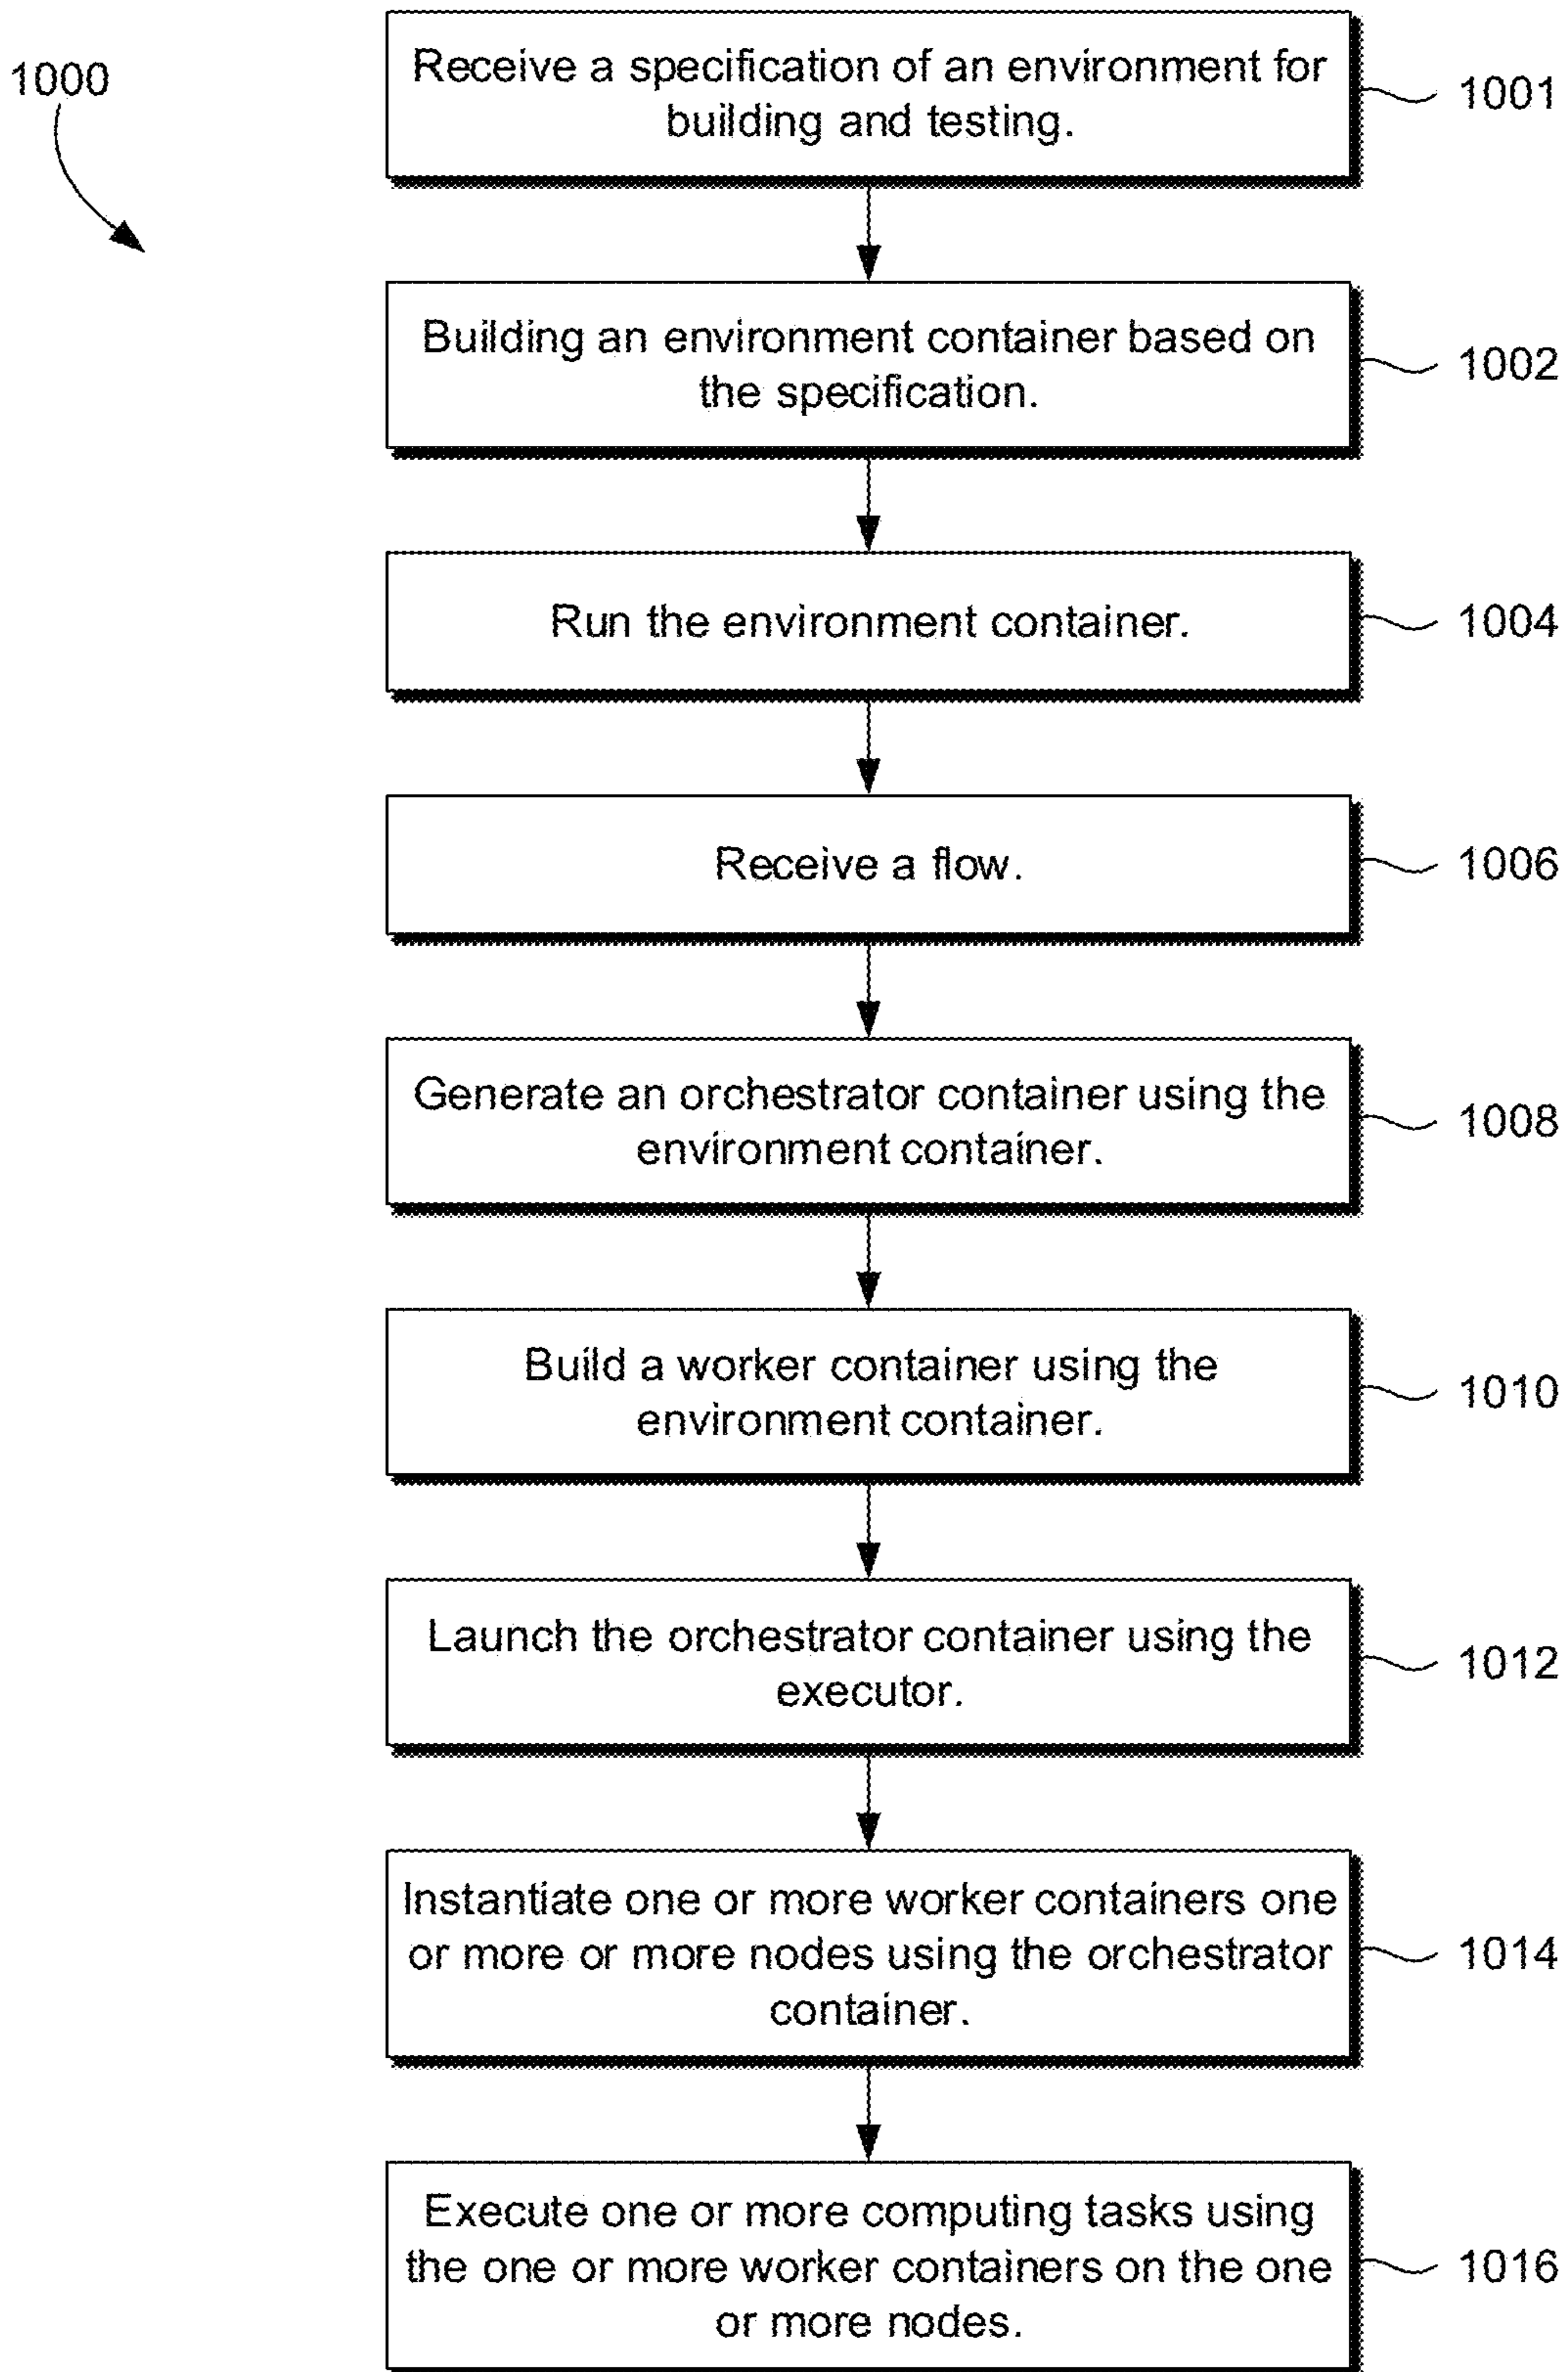 1000
Receive a specification of an environment for
building and testing.
1001
Building an environment container based on
the specification.
1002
Run the environment container.
1004
Receive a flow.
1006
Generate an orchestrator container using the
environment container.
1008
Build a worker container using the
environment container.
1010
Launch the orchestrator container using the
executor.
1012
Instantiate one or more worker containers one
or more or more nodes using the orchestrator
container.
1014
Execute one or more computing tasks using
the one or more worker containers on the one
or more nodes.
1016